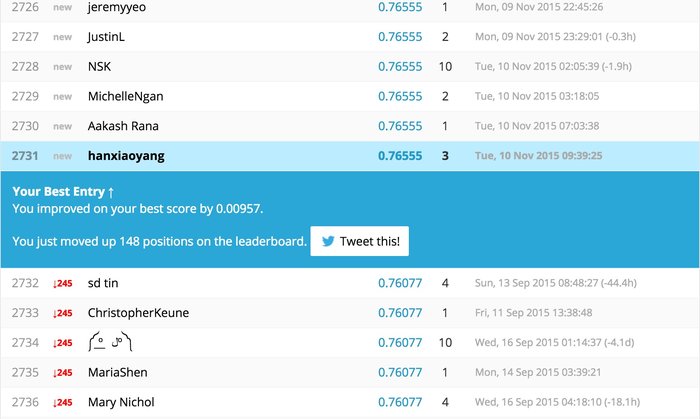 2726 new jeremyyeo 0.76555 1 Mon, 09 Nov 2015 22:45:26
2727 new JustinL 0.76555 2 Mon, 09 Nov 2015 23:29:01 (-0.3h)
2728 new NSK 0.76555 10 Tue, 10 Nov 2015 02:05:39 (-1.9h)
2729 new MichelleNgan 0.76555 2 Tue, 10 Nov 2015 03:18:05
2730 new Aakash Rana 0.76555 1 Tue, 10 Nov 2015 07:03:38
2731 new hanxiaoyang 0.76555 3 Tue, 10 Nov 2015 09:39:25
Your Best Entry ↑
You improved on your best score by 0.00957.
You just moved up 148 positions on the leaderboard. Tweet this!
2732 ↓245 sd tin 0.76077 4 Sun, 13 Sep 2015 08:48:27 (-44.4h)
2733 ↓245 ChristopherKeune 0.76077 1 Fri, 11 Sep 2015 13:38:48
2734 ↓245 0.76077 10 Wed, 16 Sep 2015 01:14:37 (-4.1d)
2735 ↓245 MariaShen 0.76077 1 Mon, 14 Sep 2015 03:39:21
2736 ↓245 Mary Nichol 0.76077 4 Wed, 16 Sep 2015 04:18:10 (-18.1h)